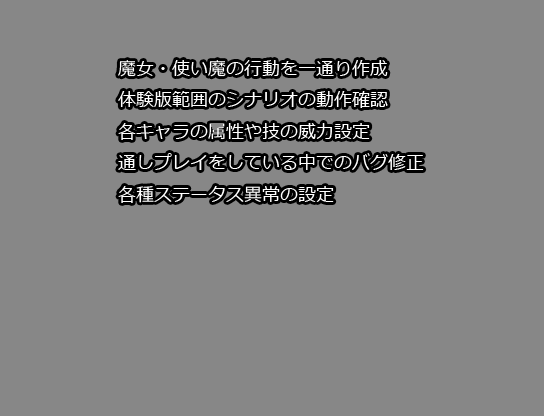 魔女・使い魔の行動を一通り作成
体験版範囲のシナリオの動作確認
各キャラの属性や技の威力設定
通しプレイをしている中でのバグ修正
各種ステータス異常の設定